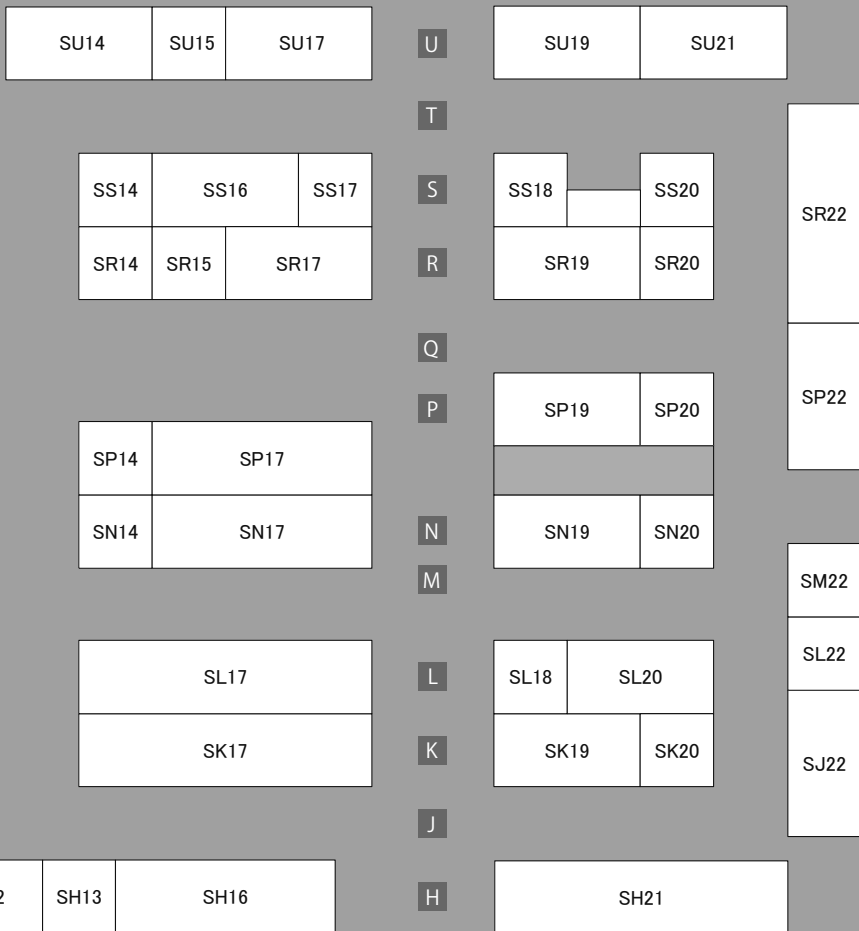 SU14 SU15 SU17 U SU19 SU21
T
SS14 SS16 SS17 S SS18 SS20
SR22
SR14 SR15 SR17 R SR19 SR20
Q
SP22
P SP19 SP20
SP14 SP17
SN14 SN17 N SN19 SN20
M SM22
SL22
SL17 L SL18 SL20
SK17 K SK19 SK20
SJ22
J
2 SH13 SH16 H SH21